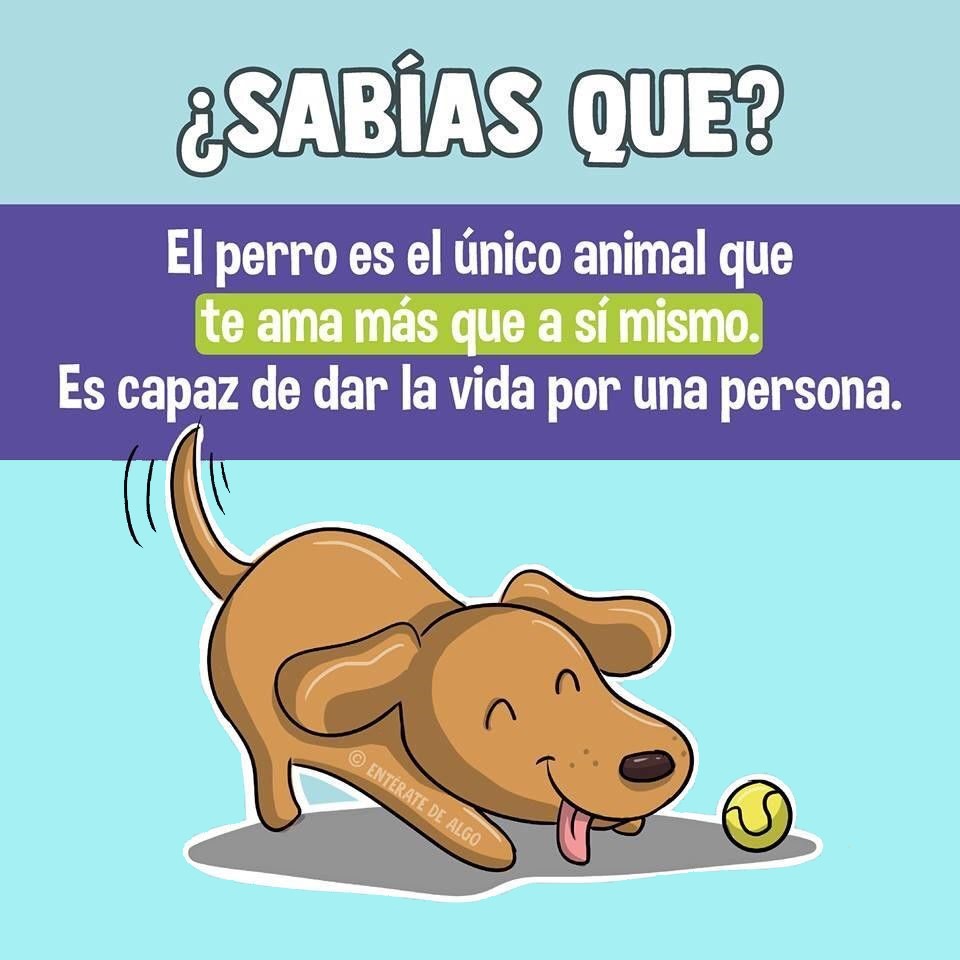 ¿SABÍAS QUE?
El perro es el único animal que
te ama más que a sí mismo.
Es capaz de dar la vida por una persona.
© ENTÉRATE DE ALGO